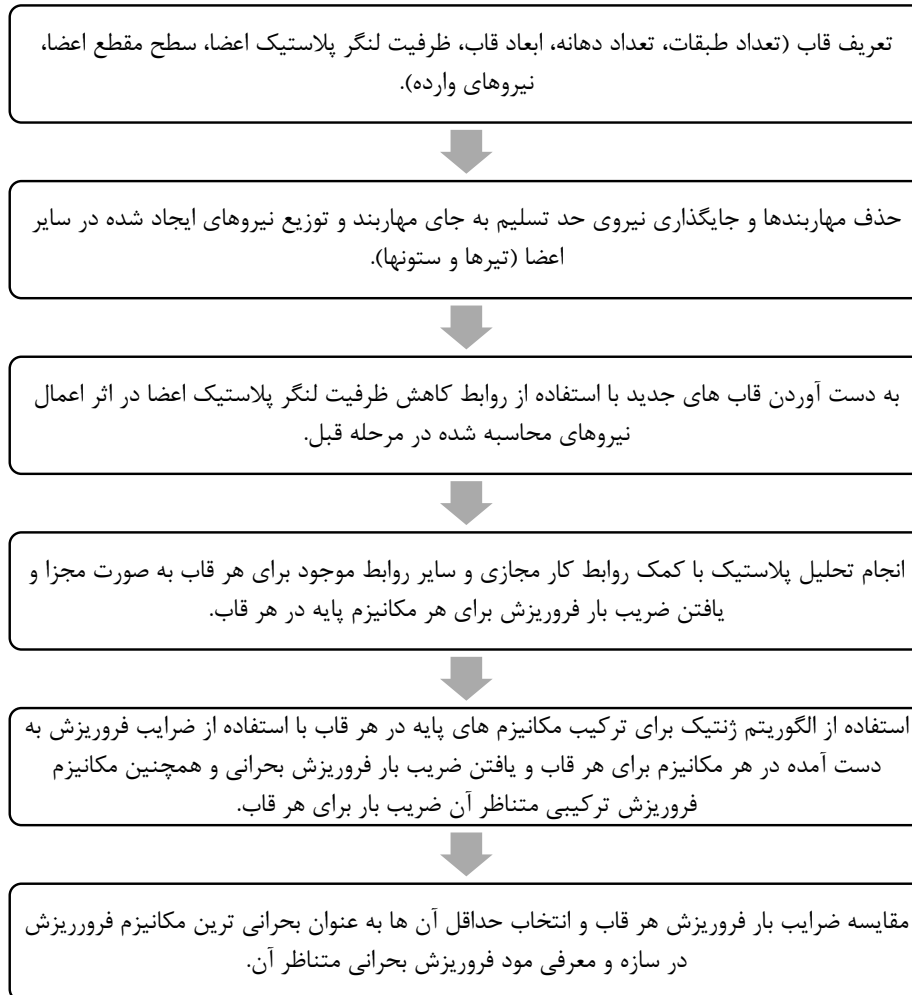 تعریف قاب (تعداد طبقات، تعداد دهانه، ابعاد قاب، ظرفیت لنگر پلاستیک اعضا، سطح مقطع اعضا،
نیروهای وارده).
حذف مهاربندها و جایگذاری نیروی حد تسلیم به جای مهاربند و توزیع نیروهای ایجاد شده در سایر
اعضا (تیرها و ستونها).
به دست آوردن قاب های جدید با استفاده از روابط کاهش ظرفیت لنگر پلاستیک اعضا در اثر اعمال
نیروهای محاسبه شده در مرحله قبل.
انجام تحلیل پلاستیک با کمک روابط کار مجازی و سایر روابط موجود برای هر قاب به صورت مجزا و
یافتن ضریب بار فروریزش برای هر مکانیزم پایه در هر قاب.
استفاده از الگوریتم ژنتیک برای ترکیب مکانیزم های پایه در هر قاب با استفاده از ضرایب فروریزش به
دست آمده در هر مکانیزم برای هر قاب و یافتن ضریب بار فروریزش بحرانی و همچنین مکانیزم
فروریزش ترکیبی متناظر آن ضریب بار برای هر قاب.
مقایسه ضرایب بار فروریزش هر قاب و انتخاب حداقل آن ها به عنوان بحرانی ترین مکانیزم فرورریزش
در سازه و معرفی مود فروریزش بحرانی متناظر آن.